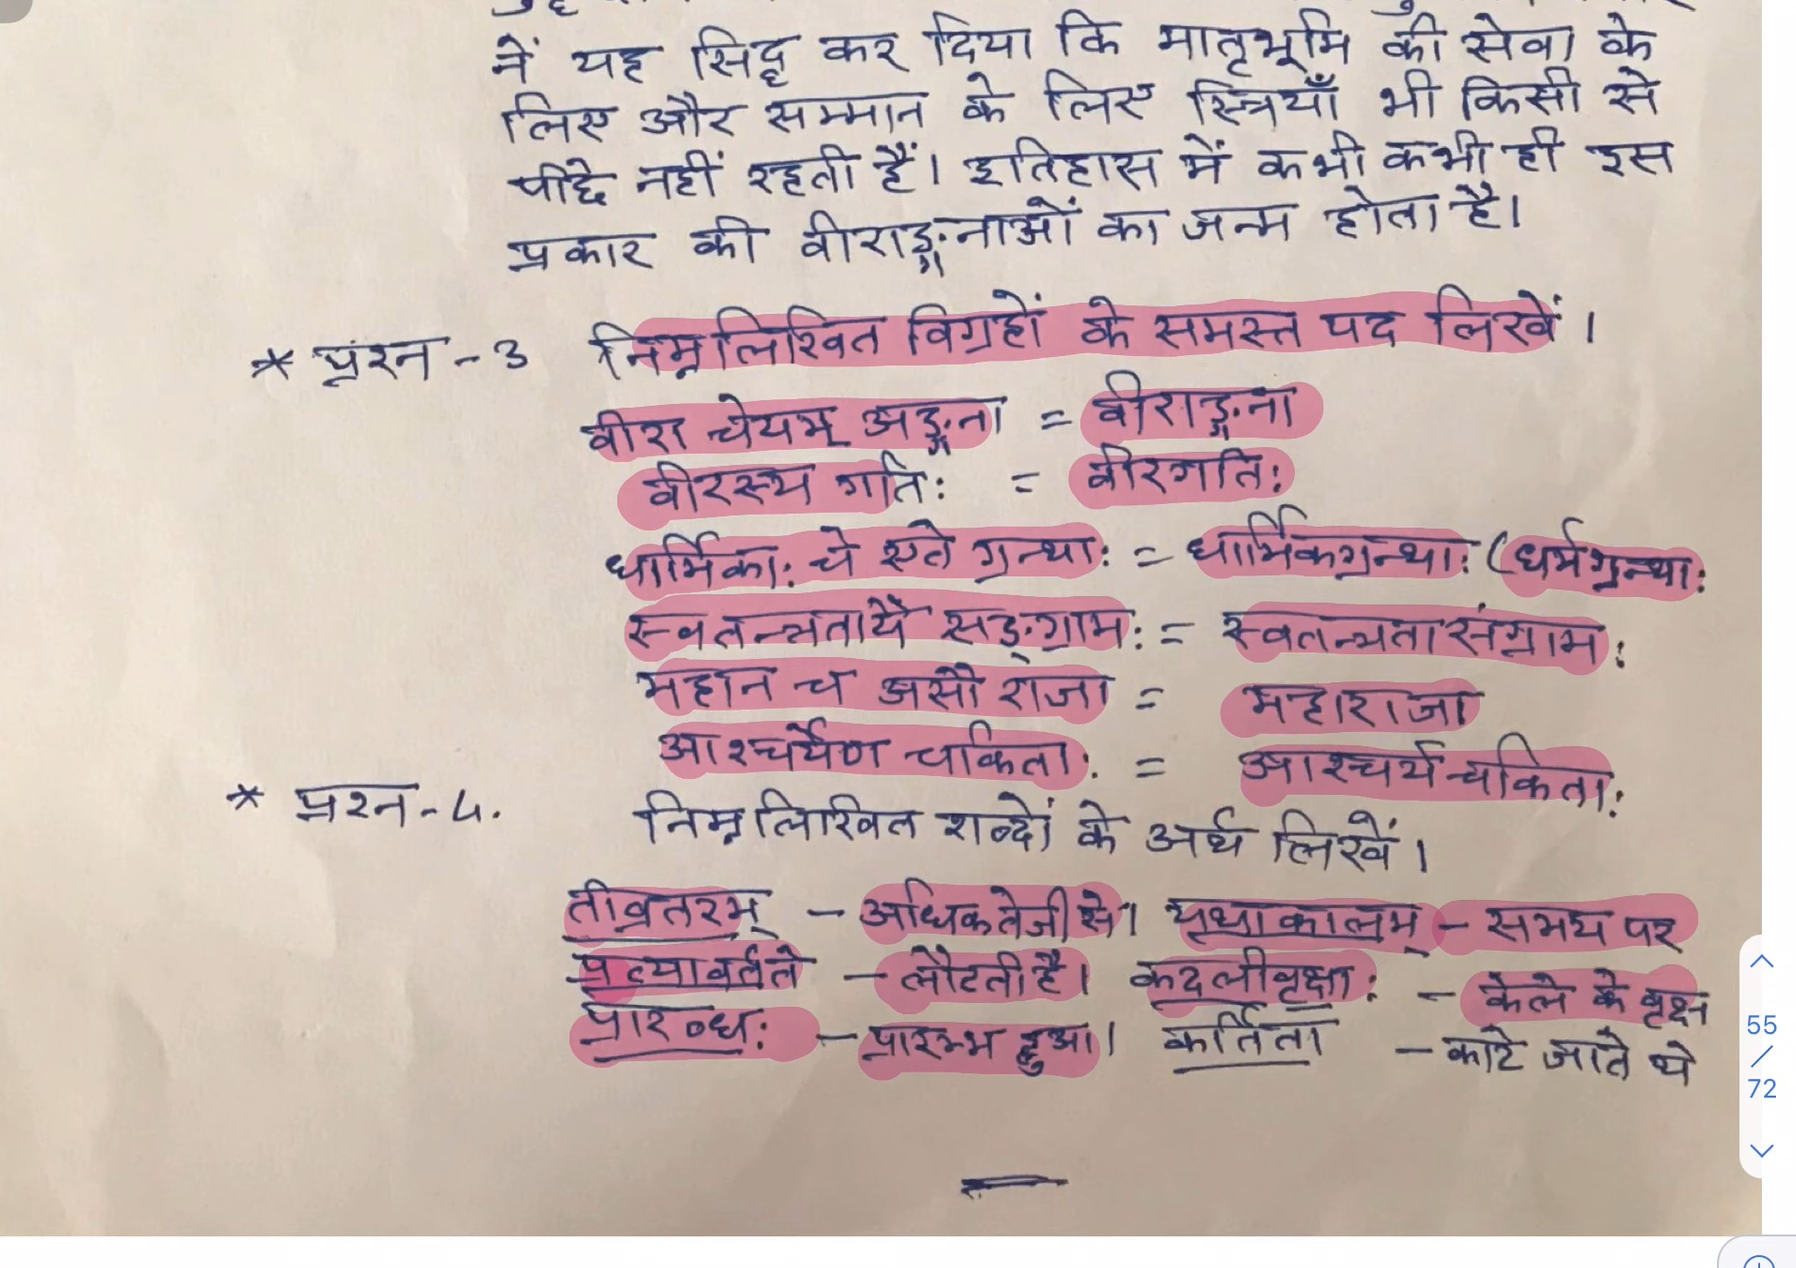 नें यह सिद्ध कर दिया कि मातृभूमि की सेवा के
लिए और सम्मान के लिए स्त्रियाँ भी किसी से
पीछे नहीं रहती हैं। इतिहास में कभी कभी ही इस
प्रकार की वीराङ्गनाओं का जन्म होता है।
* प्रश्न - 3 निम्नलिखित विग्रहों के समस्त पद लिखें।
वीरा चेयम् अङ्गना = वीराङ्गना
वीरस्य गतिः = वीरगतिः
धार्मिकाः चे एते ग्रन्थाः = धार्मिकग्रन्थाः (धर्मग्रन्थाः
स्वतन्त्रतायै सङ्ग्रामः = स्वतन्त्रतासंग्रामः
महान च असौ राजा = महाराजा
आश्चर्येण चकिताः = आश्चर्यचकिताः
* प्रश्न - 4. निम्नलिखित शब्दों के अर्थ लिखें।
तीव्रतरम् - अधिक तेजी से। यथाकालम् - समय पर
प्रत्यावर्तते - लौटती है। कदलीवृक्षाः - केले के वृक्ष
प्रारब्धः - प्रारम्भ हुआ। कर्तिता - काटे जाते थे
55
/
72